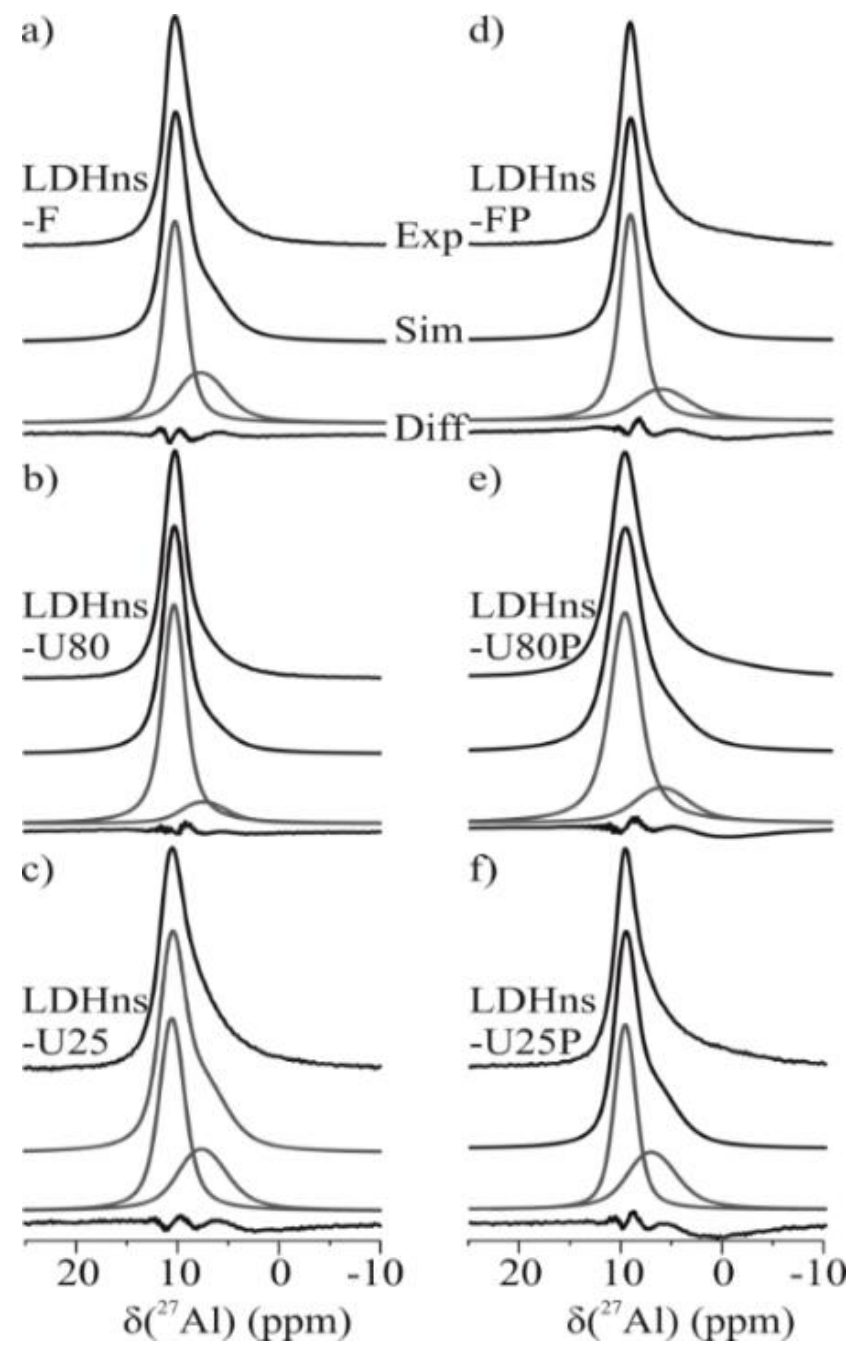 a)
LDHns
-F
d)
LDHns
-FP
Exp
Sim
Diff
b)
LDHns
-U80
e)
LDHns
-U80P
c)
LDHns
-U25
f)
LDHns
-U25P
20 10 0 -10
δ(²⁷Al) (ppm)
20 10 0 -10
δ(²⁷Al) (ppm)